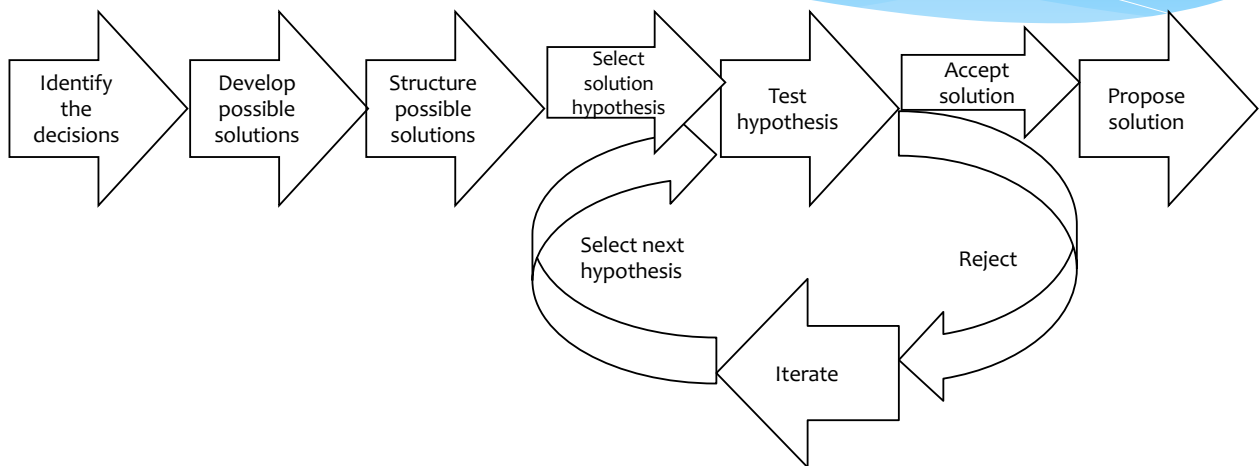 Identify
the
decisions
Develop
possible
solutions
Structure
possible
solutions
Select
solution
hypothesis
Test
hypothesis
Accept
solution
Propose
solution
Select next
hypothesis
Reject
Iterate